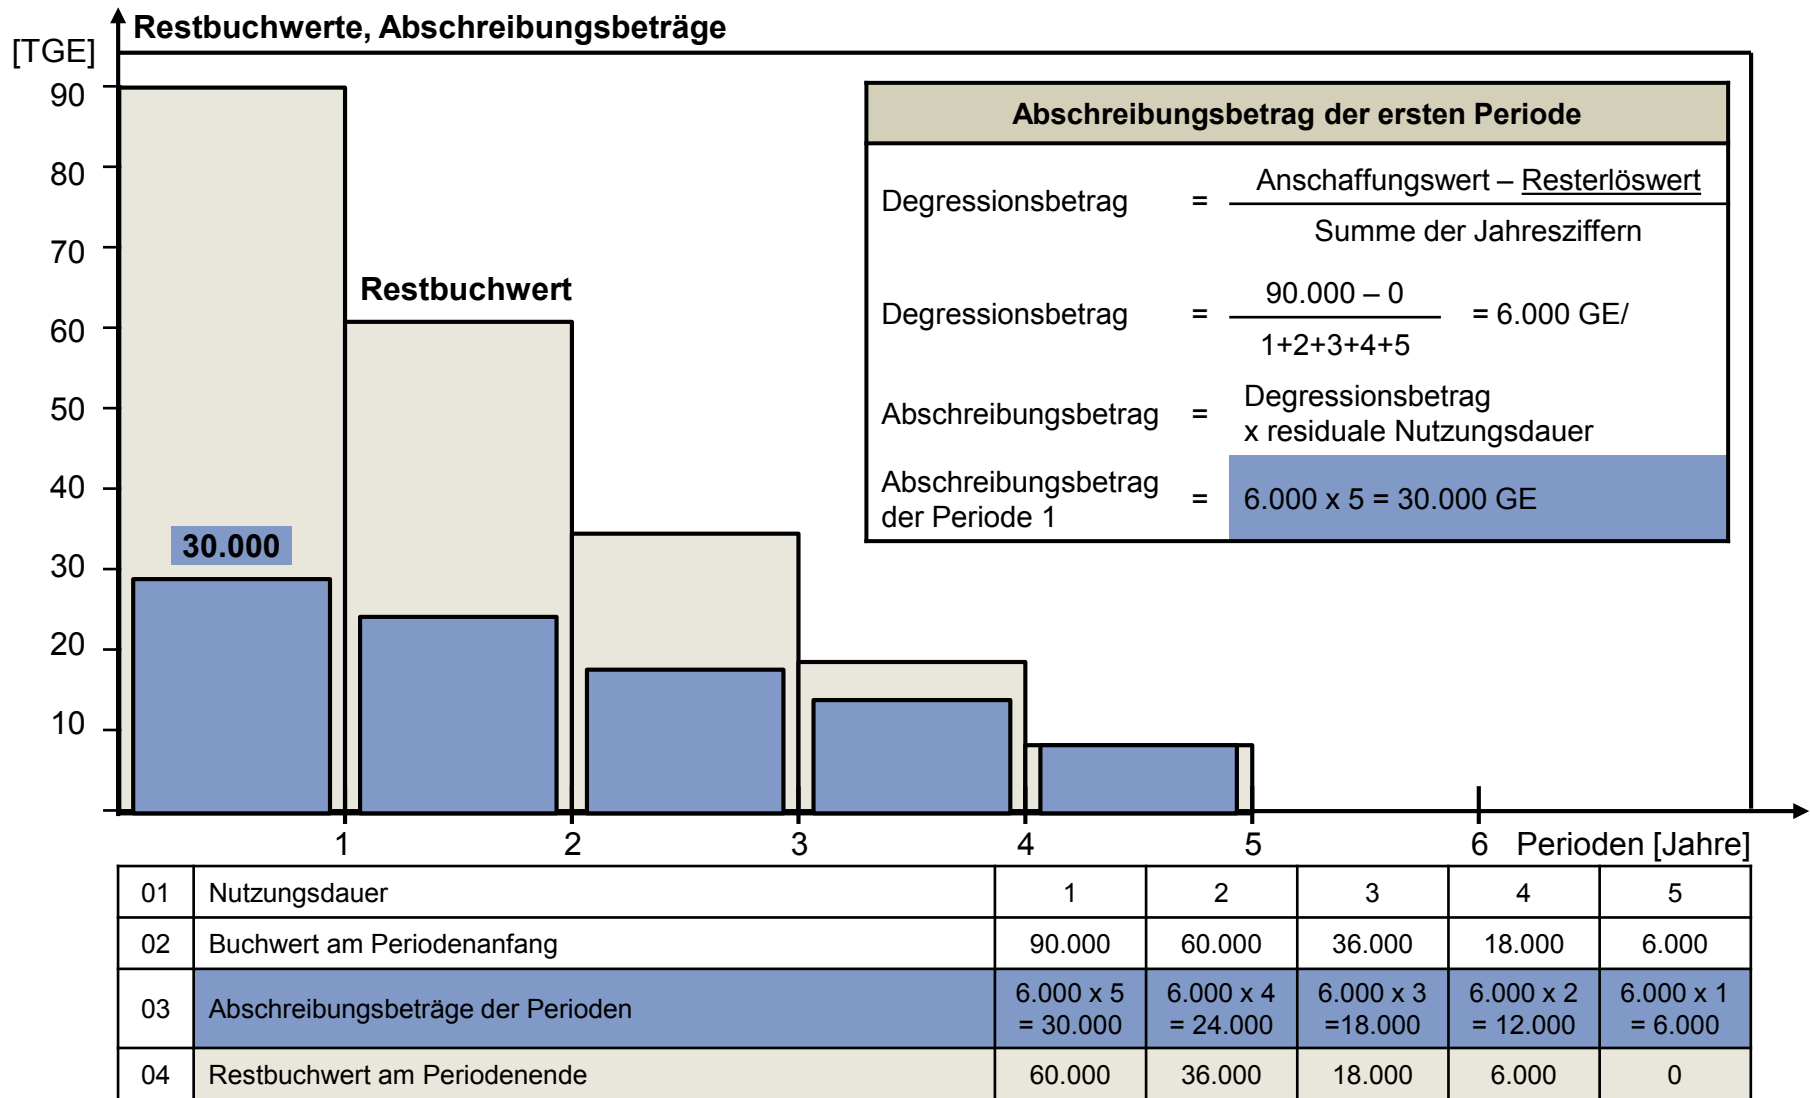 Restbuchwerte, Abschreibungsbeträge
[TGE]
90
80
70
60
50
40
30
20
10
Restbuchwert
30.000
Abschreibungsbetrag der ersten Periode
Degressionsbetrag = Anschaffungswert – Resterlöswert
Summe der Jahresziffern
Degressionsbetrag = 90.000 – 0 = 6.000 GE/
1+2+3+4+5
Abschreibungsbetrag = Degressionsbetrag
x residuale Nutzungsdauer
Abschreibungsbetrag
der Periode 1 = 6.000 x 5 = 30.000 GE
1 2 3 4 5 6 Perioden [Jahre]
01 Nutzungsdauer 1 2 3 4 5
02 Buchwert am Periodenanfang 90.000 60.000 36.000 18.000 6.000
03 Abschreibungsbeträge der Perioden 6.000 x 5 6.000 x 4 6.000 x 3 6.000 x 2 6.000 x 1
= 30.000 = 24.000 =18.000 = 12.000 = 6.000
04 Restbuchwert am Periodenende 60.000 36.000 18.000 6.000 0